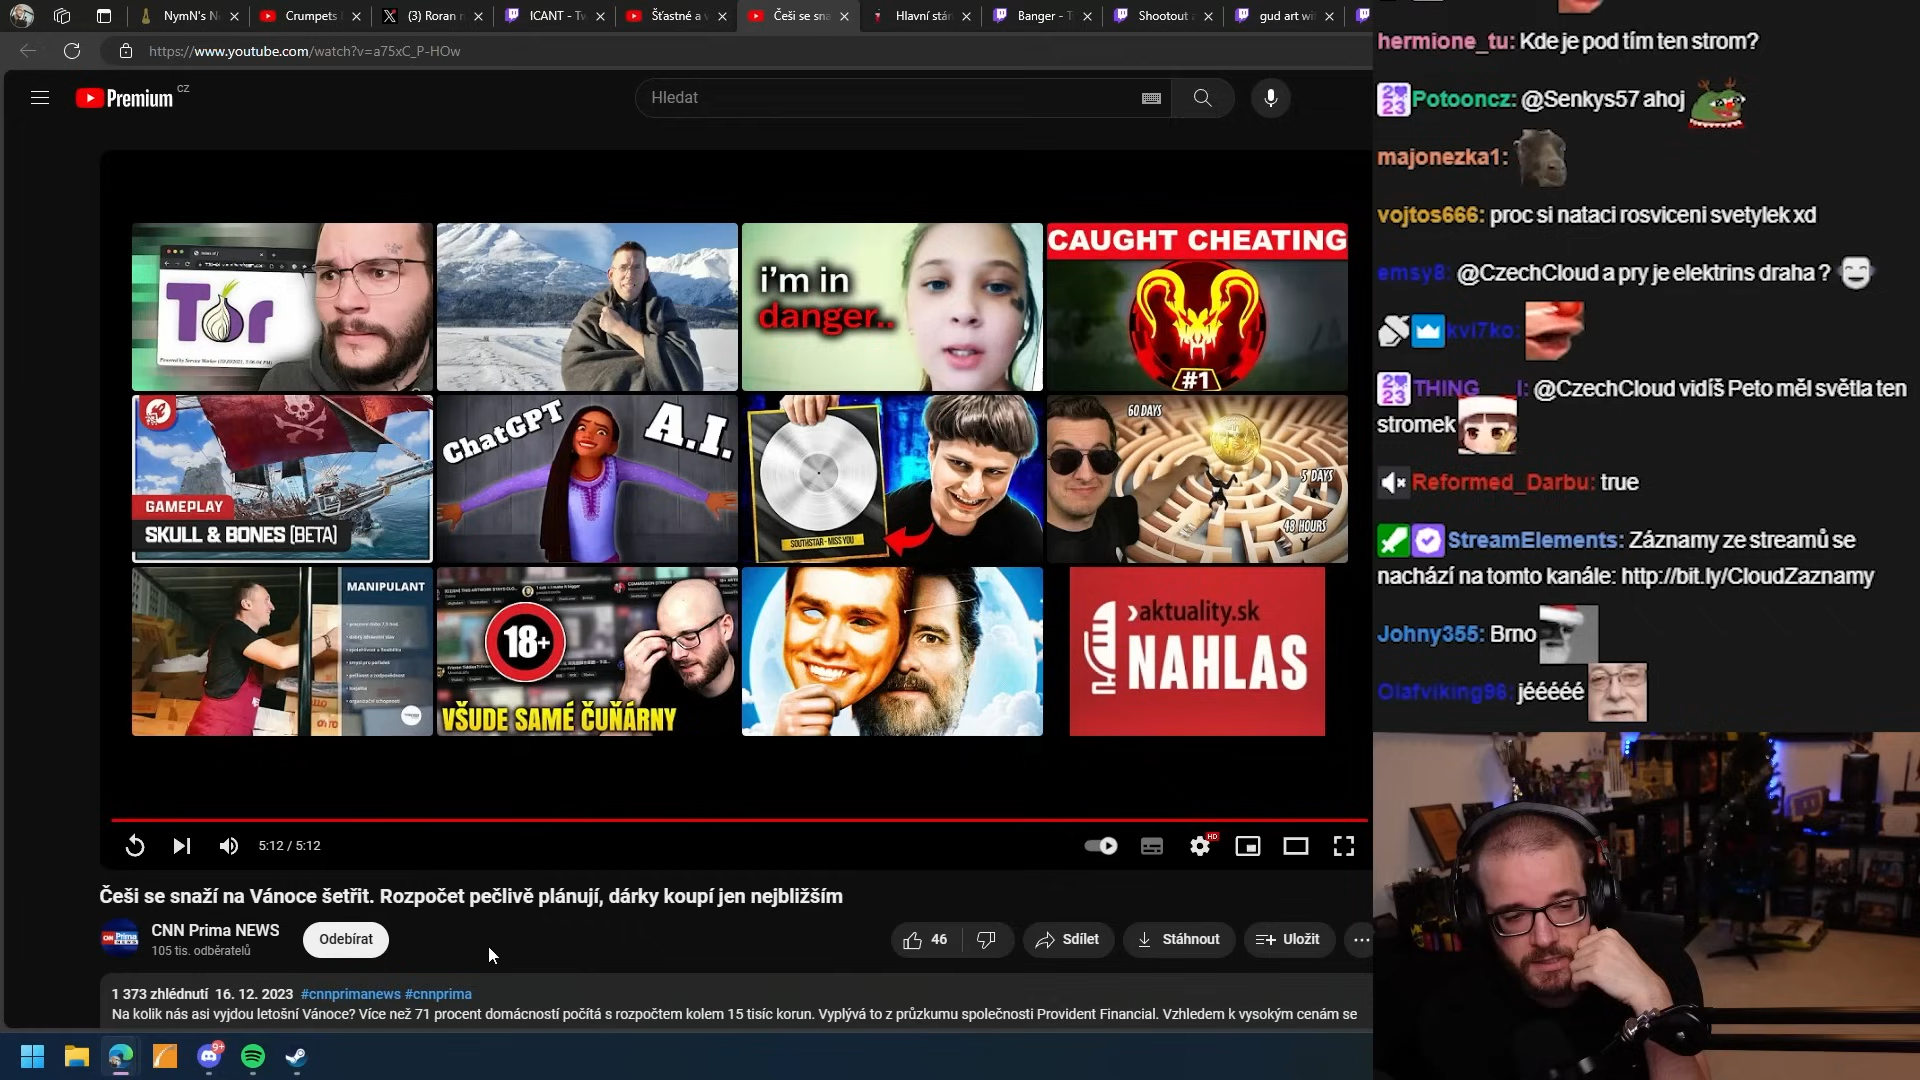 NymN's N
Crumpets
(3) Roran r
ICANT - Tw
Šťastné a v
Češi se sna
Hlavní strá
Banger - T
Shootout
gud art wi
https://www.youtube.com/watch?v=a75xC_P-HOw
Premium CZ
Hledat
Tor
i'm in
danger..
CAUGHT CHEATING
#1
GAMEPLAY
SKULL & BONES (BETA)
ChatGPT
A.I.
SOUTHSTAR - MISS YOU
60 DAYS
5 DAYS
48 HOURS
MANIPULANT
18+
VŠUDE SAMÉ ČUŇÁRNY
aktuality.sk
NAHLAS
5:12 / 5:12
HD
Češi se snaží na Vánoce šetřit. Rozpočet pečlivě plánují, dárky koupí jen nejbližším
CNN Prima NEWS
105 tis. odběratelů
Odebírat
46
Sdílet
Stáhnout
Uložit
1 373 zhlédnutí 16. 12. 2023 #cnnprimanews #cnnprima
Na kolik nás asi vyjdou letošní Vánoce? Více než 71 procent domácností počítá s rozpočtem kolem 15 tisíc korun. Vyplývá to z průzkumu společnosti Provident Financial. Vzhledem k vysokým cenám se
9+
hermione_tu: Kde je pod tím ten strom?
Potooncz: @Senkys57 ahoj
majonezka1:
vojtos666: proc si nataci rosviceni svetylek xd
emsy8: @CzechCloud a pry je elektrins draha ?
kvl7ko:
THING___I: @CzechCloud vidíš Peto měl světla ten
stromek
Reformed_Darbu: true
StreamElements: Záznamy ze streamů se
nachází na tomto kanále: http://bit.ly/CloudZaznamy
Johny355: Brno
Olafviking96: jééééé